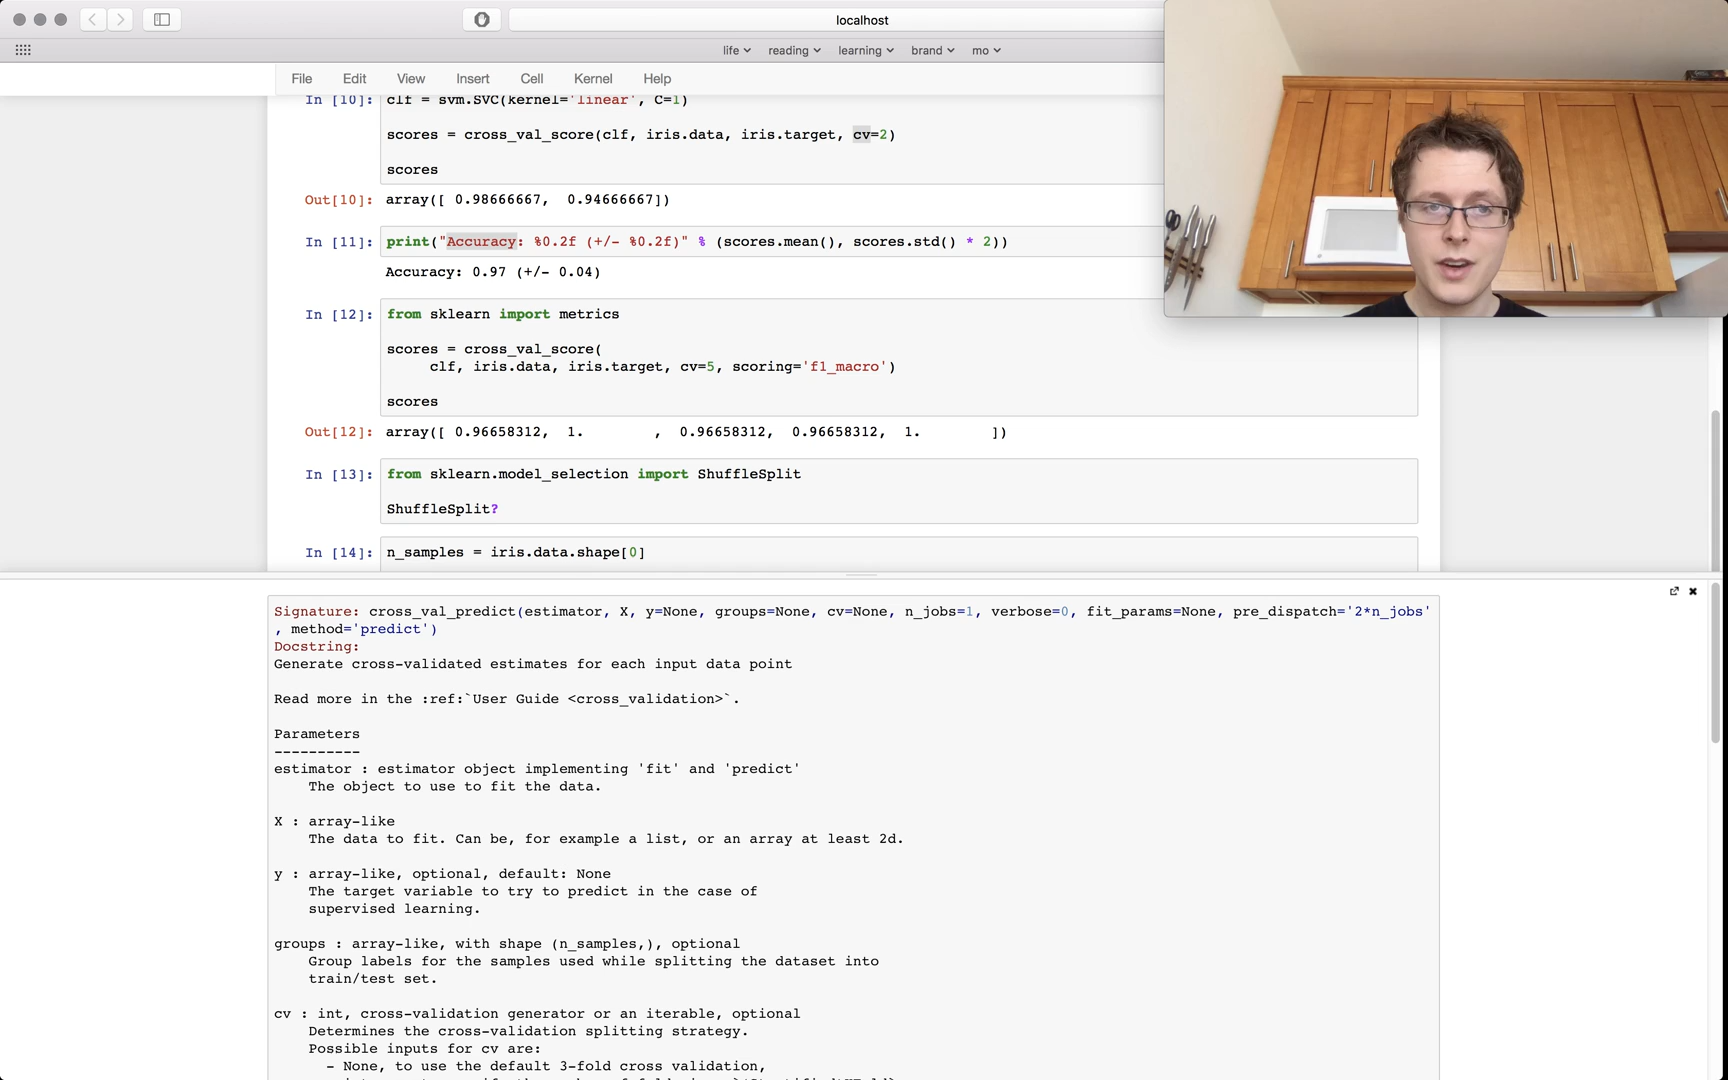 localhost
life reading learning brand mo
File Edit View Insert Cell Kernel Help
In [10]: clf = svm.SVC(kernel='linear', C=1)
scores = cross_val_score(clf, iris.data, iris.target, cv=2)
scores
Out[10]: array([ 0.98666667,  0.94666667])
In [11]: print("Accuracy: %0.2f (+/- %0.2f)" % (scores.mean(), scores.std() * 2))
Accuracy: 0.97 (+/- 0.04)
In [12]: from sklearn import metrics
scores = cross_val_score(
clf, iris.data, iris.target, cv=5, scoring='f1_macro')
scores
Out[12]: array([ 0.96658312,  1.        ,  0.96658312,  0.96658312,  1.        ])
In [13]: from sklearn.model_selection import ShuffleSplit
ShuffleSplit?
In [14]: n_samples = iris.data.shape[0]
Signature: cross_val_predict(estimator, X, y=None, groups=None, cv=None, n_jobs=1, verbose=0, fit_params=None, pre_dispatch='2*n_jobs'
, method='predict')
Docstring:
Generate cross-validated estimates for each input data point
Read more in the :ref:`User Guide <cross_validation>`.
Parameters
----------
estimator : estimator object implementing 'fit' and 'predict'
The object to use to fit the data.
X : array-like
The data to fit. Can be, for example a list, or an array at least 2d.
y : array-like, optional, default: None
The target variable to try to predict in the case of
supervised learning.
groups : array-like, with shape (n_samples,), optional
Group labels for the samples used while splitting the dataset into
train/test set.
cv : int, cross-validation generator or an iterable, optional
Determines the cross-validation splitting strategy.
Possible inputs for cv are:
- None, to use the default 3-fold cross validation,